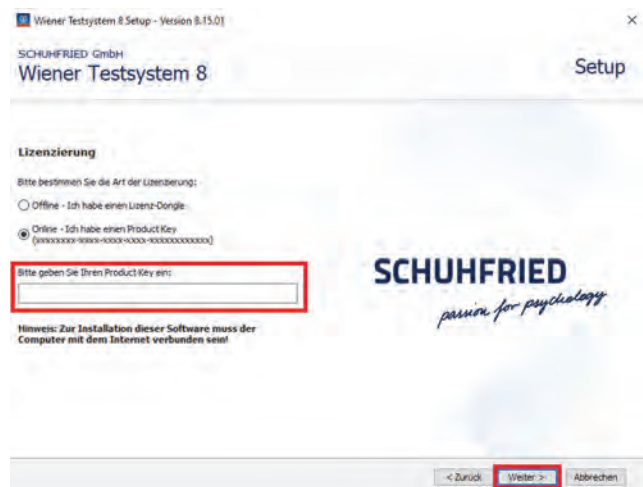 Wiener Testsystem 8 Setup - Version 8.15.01
SCHUHFRIED GmbH
Wiener Testsystem 8
Setup
Lizenzierung
Bitte bestimmen Sie die Art der Lizenzierung:
Offline - Ich habe einen Lizenz-Dongle
Online - Ich habe einen Product Key
(xxxxxxxx-xxxx-xxxx-xxxx-xxxxxxxxxxxx)
Bitte geben Sie Ihren Product-Key ein:
SCHUHFRIED
passion for psychology
Hinweis: Zur Installation dieser Software muss der
Computer mit dem Internet verbunden sein!
< Zurück
Weiter >
Abbrechen